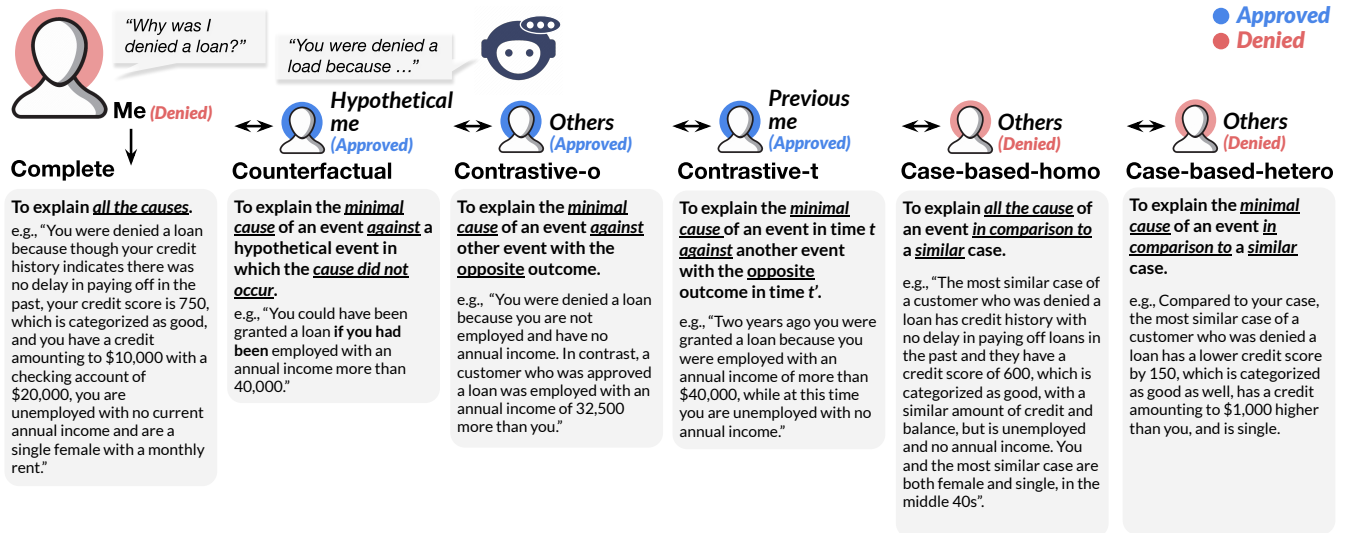 “Why was I
denied a loan?”
“You were denied a
load because …”
Approved
Denied
Me (Denied)
Hypothetical
me
(Approved)
Others
(Approved)
Previous
me
(Approved)
Others
(Denied)
Others
(Denied)
Complete
To explain all the causes.
e.g., “You were denied a loan
because though your credit
history indicates there was
no delay in paying off in the
past, your credit score is 750,
which is categorized as good,
and you have a credit
amounting to $10,000 with a
checking account of
$20,000, you are
unemployed with no current
annual income and are a
single female with a monthly
rent.”
Counterfactual
To explain the minimal
cause of an event against a
hypothetical event in
which the cause did not
occur.
e.g., “You could have been
granted a loan if you had
been employed with an
annual income more than
40,000.”
Contrastive-o
To explain the minimal
cause of an event against
other event with the
opposite outcome.
e.g., “You were denied a loan
because you are not
employed and have no
annual income. In contrast, a
customer who was approved
a loan was employed with an
annual income of 32,500
more than you.”
Contrastive-t
To explain the minimal
cause of an event in time t
against another event
with the opposite
outcome in time t’.
e.g., “Two years ago you were
granted a loan because you
were employed with an
annual income of more than
$40,000, while at this time
you are unemployed with no
annual income.”
Case-based-homo
To explain all the cause of
an event in comparison to
a similar case.
e.g., “The most similar case of
a customer who was denied a
loan has credit history with
no delay in paying off loans in
the past and they have a
credit score of 600, which is
categorized as good, with a
similar amount of credit and
balance, but is unemployed
and no annual income. You
and the most similar case are
both female and single, in the
middle 40s”.
Case-based-hetero
To explain the minimal
cause of an event in
comparison to a similar
case.
e.g., Compared to your case,
the most similar case of a
customer who was denied a
loan has a lower credit score
by 150, which is categorized
as good as well, has a credit
amounting to $1,000 higher
than you, and is single.